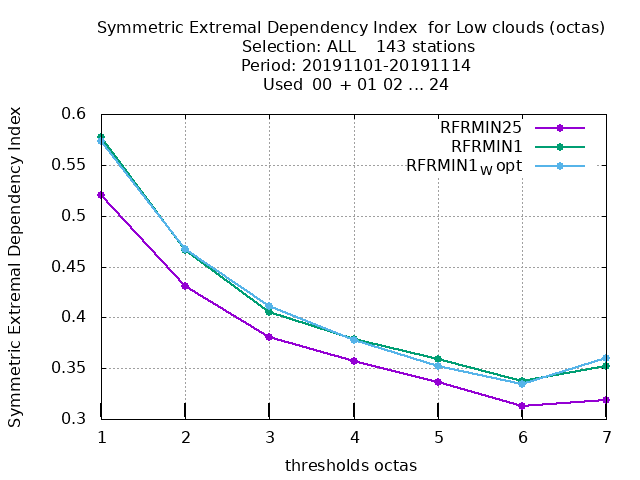 Symmetric Extremal Dependency Index for Low clouds (octas)
Selection: ALL 143 stations
Period: 20191101-20191114
Used 00 + 01 02 ... 24
Symmetric Extremal Dependency Index
0.6
0.55
0.5
0.45
0.4
0.35
0.3
RFRMIN25
RFRMIN1
RFRMIN1W opt
1 2 3 4 5 6 7
thresholds octas